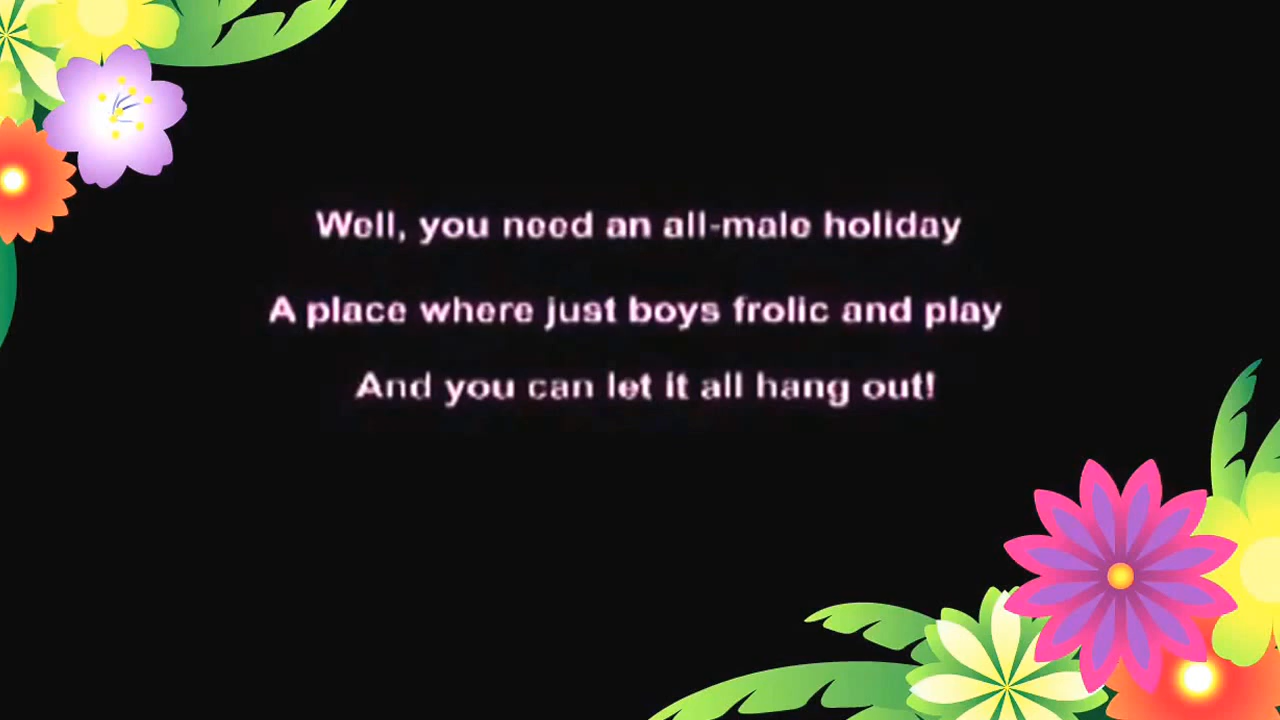 Well, you need an all-male holiday
A place where just boys frolic and play
And you can let it all hang out!